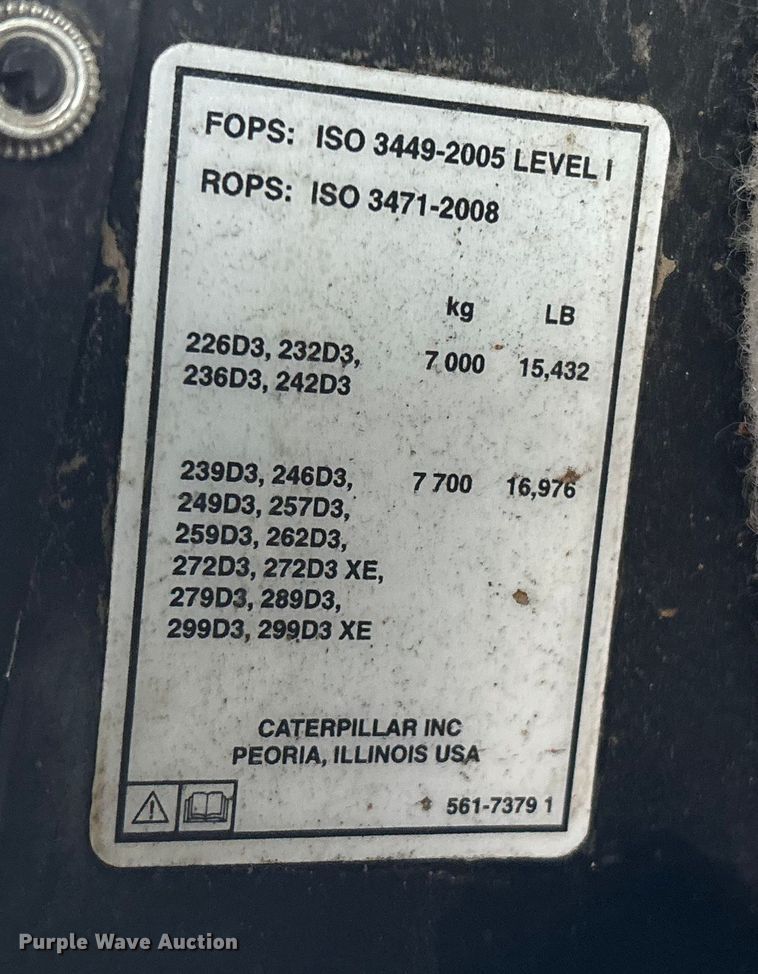 FOPS: ISO 3449-2005 LEVEL I
ROPS: ISO 3471-2008
kg LB
226D3, 232D3, 7 000 15,432
236D3, 242D3
239D3, 246D3, 7 700 16,976
249D3, 257D3,
259D3, 262D3,
272D3, 272D3 XE,
279D3, 289D3,
299D3, 299D3 XE
CATERPILLAR INC
PEORIA, ILLINOIS USA
561-7379 1
Purple Wave Auction